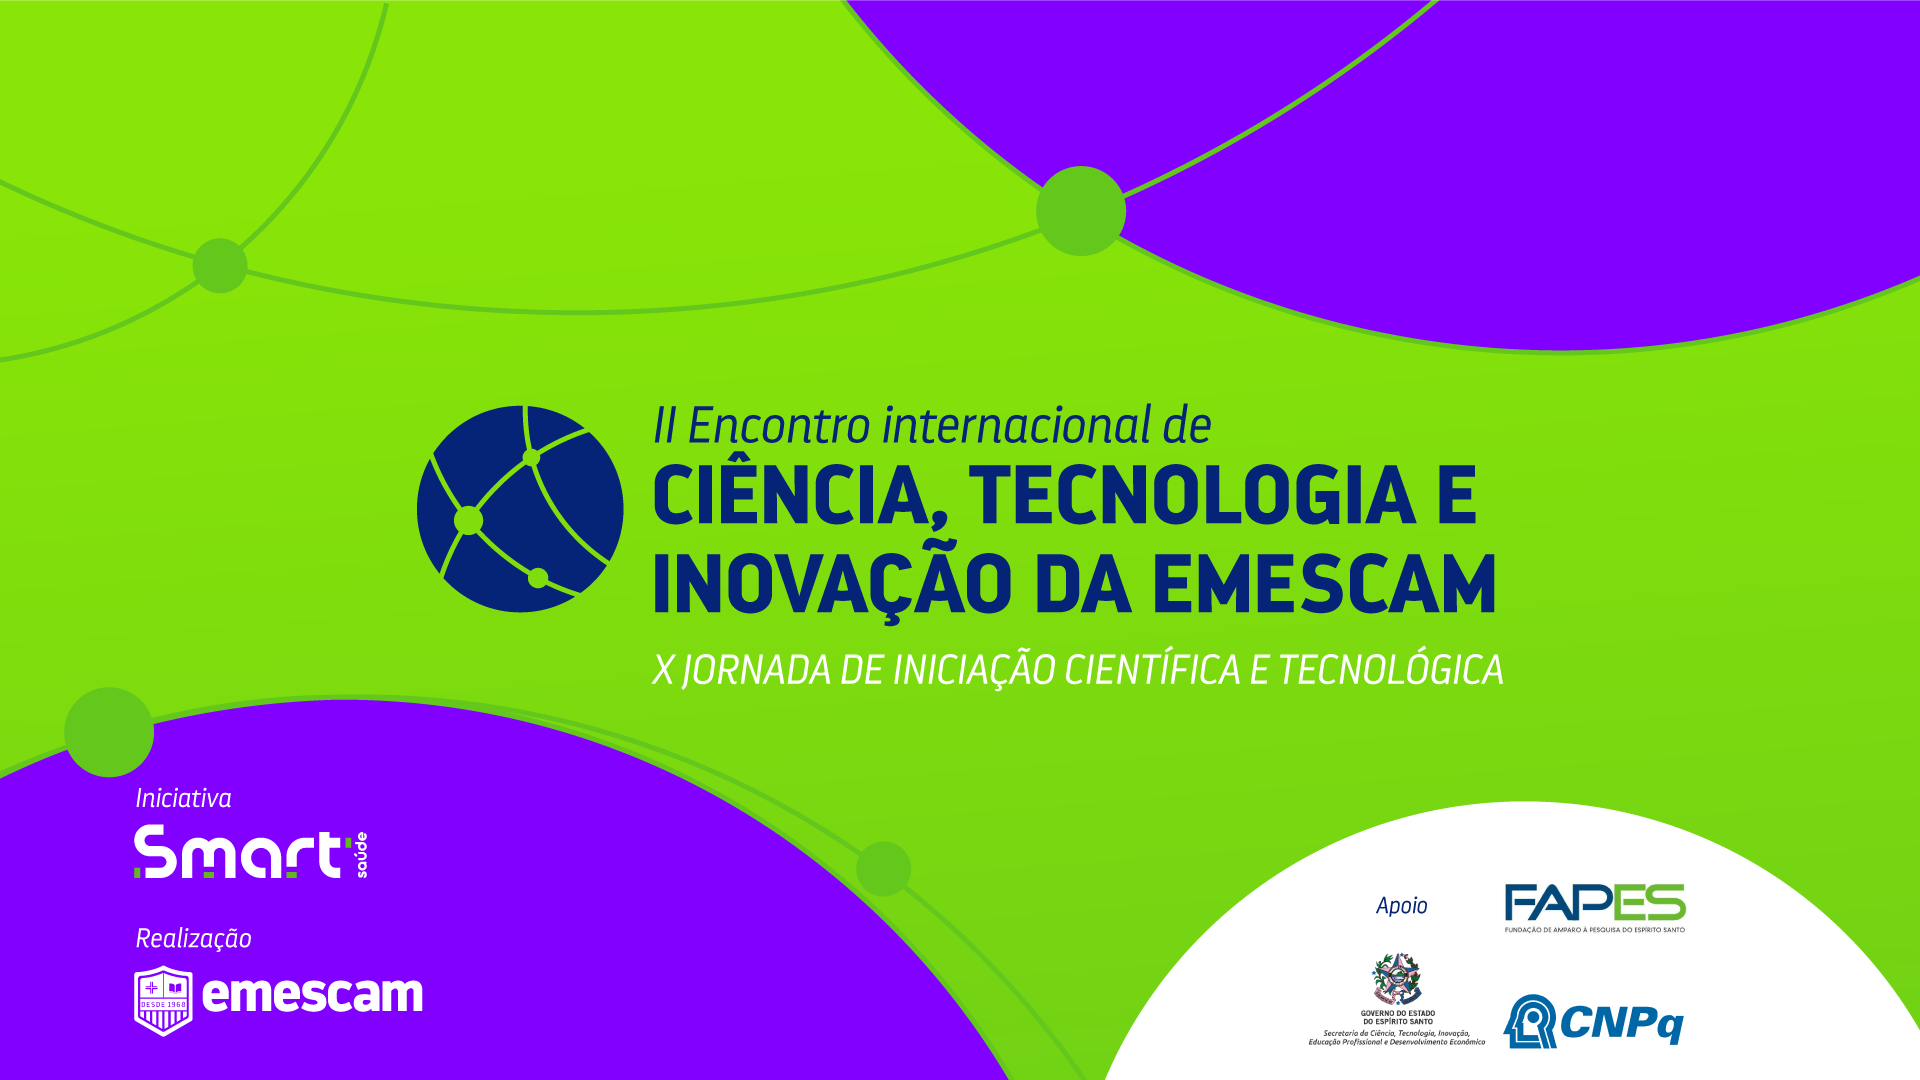 II Encontro internacional de
CIÊNCIA, TECNOLOGIA E
INOVAÇÃO DA EMESCAM
X JORNADA DE INICIAÇÃO CIENTÍFICA E TECNOLÓGICA
Iniciativa
Smart saúde
Realização
DESDE 1968
emescam
Apoio
FAPES
FUNDAÇÃO DE AMPARO À PESQUISA DO ESPÍRITO SANTO
GOVERNO DO ESTADO
DO ESPÍRITO SANTO
Secretaria da Ciência, Tecnologia, Inovação,
Educação Profissional e Desenvolvimento Econômico
CNPq